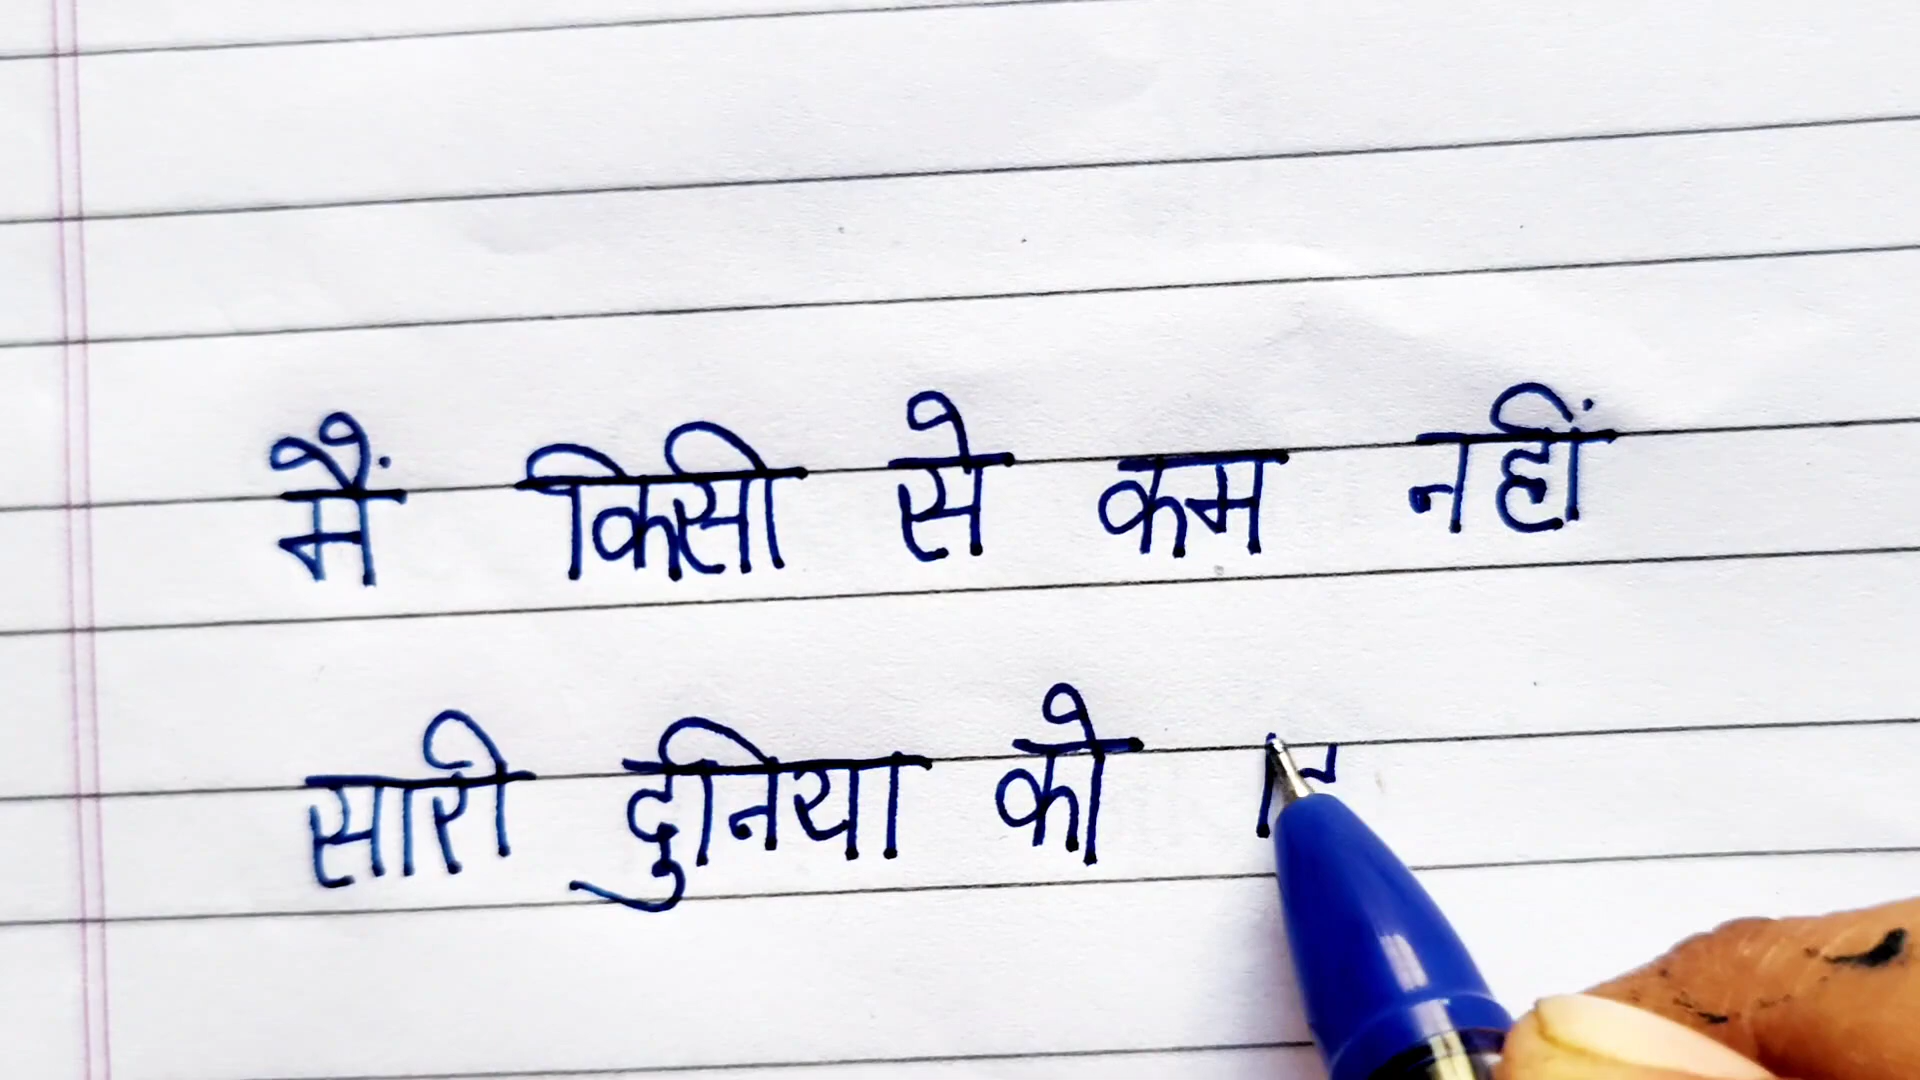 मैं किसी से कम नहीं
सारी दुनिया को